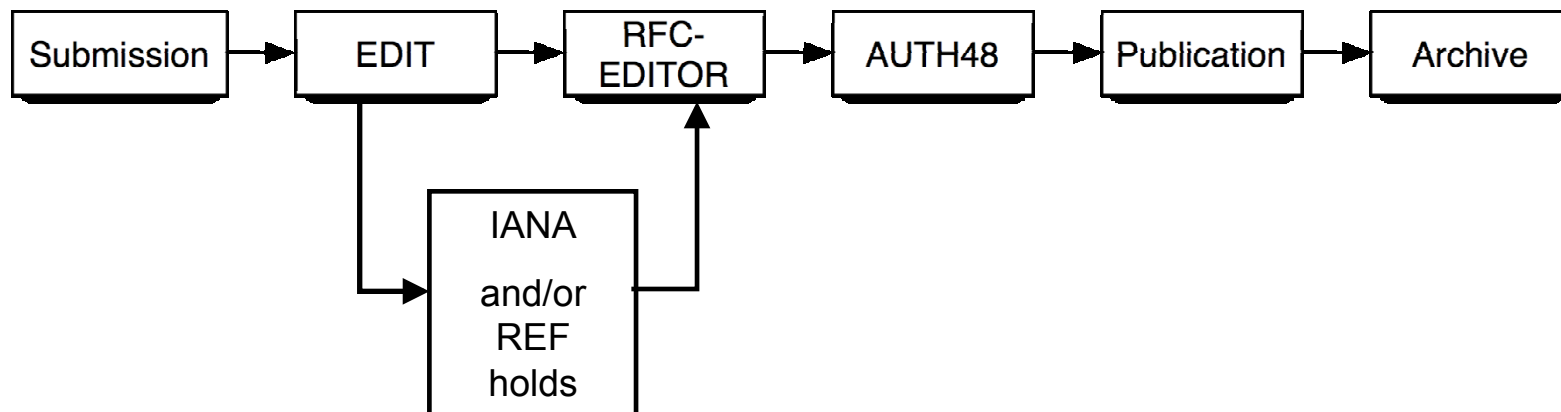 Submission
EDIT
RFC-
EDITOR
AUTH48
Publication
Archive
IANA
and/or
REF
holds